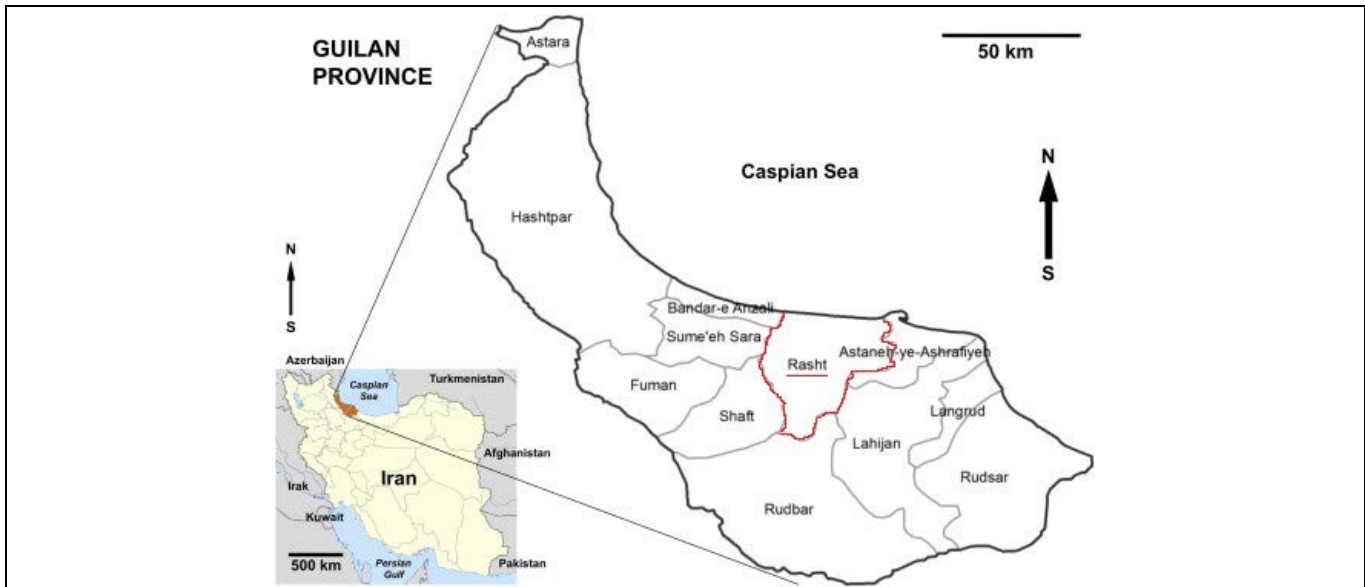 GUILAN
PROVINCE
Astara
50 km
N
S
Caspian Sea
Hashtpar
Bandar-e Anzali
Sume'eh Sara
Rasht
Astaneh-ye-Ashrafiyeh
Fuman
Shaft
Langrud
Lahijan
Rudsar
Rudbar
N
S
Azerbaijan
Caspian
Sea
Turkmenistan
Afghanistan
Iran
Irak
Kuwait
500 km
Persian
Gulf
Pakistan